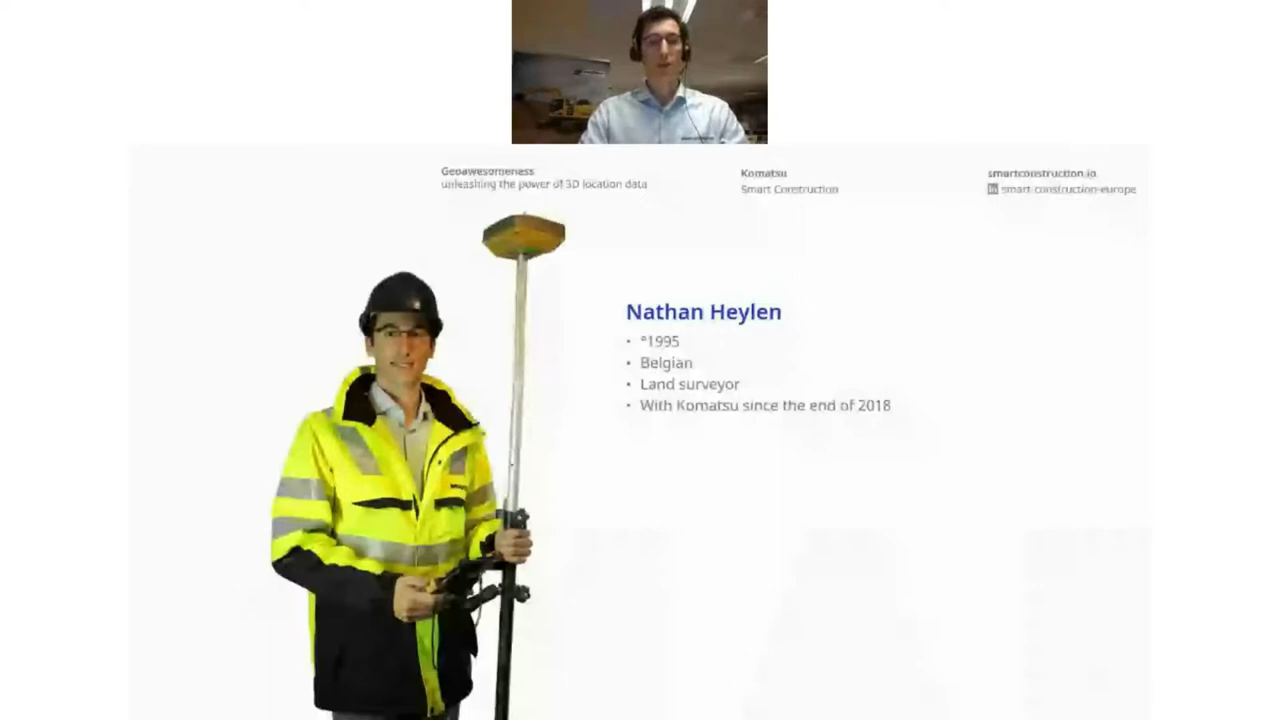 Geoawesomeness
unleashing the power of 3D location data
Komatsu
Smart Construction
smartconstruction.io
in smart-construction-europe
Nathan Heylen
• °1995
• Belgian
• Land surveyor
• With Komatsu since the end of 2018